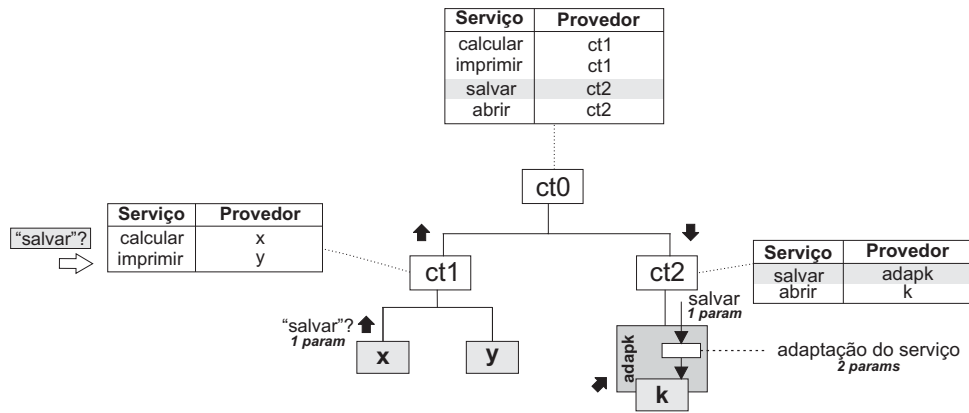 Serviço Provedor
calcular ct1
imprimir ct1
salvar ct2
abrir ct2
ct0
Serviço Provedor
calcular x
imprimir y
“salvar”?
ct1
ct2
Serviço Provedor
salvar adapk
abrir k
salvar
1 param
“salvar”?
1 param
x
y
adapk
k
adaptação do serviço
2 params